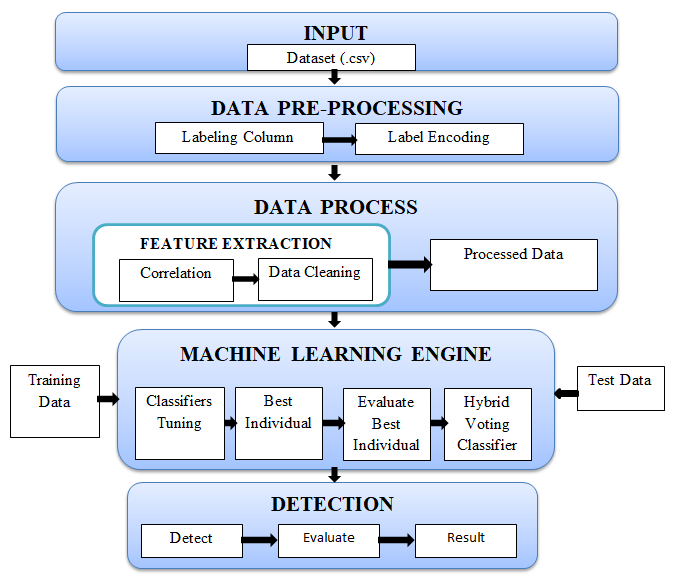 INPUT
Dataset (.csv)
DATA PRE-PROCESSING
Labeling Column
Label Encoding
DATA PROCESS
FEATURE EXTRACTION
Correlation
Data Cleaning
Processed Data
MACHINE LEARNING ENGINE
Training
Data
Classifiers
Tuning
Best
Individual
Evaluate
Best
Individual
Hybrid
Voting
Classifier
Test Data
DETECTION
Detect
Evaluate
Result